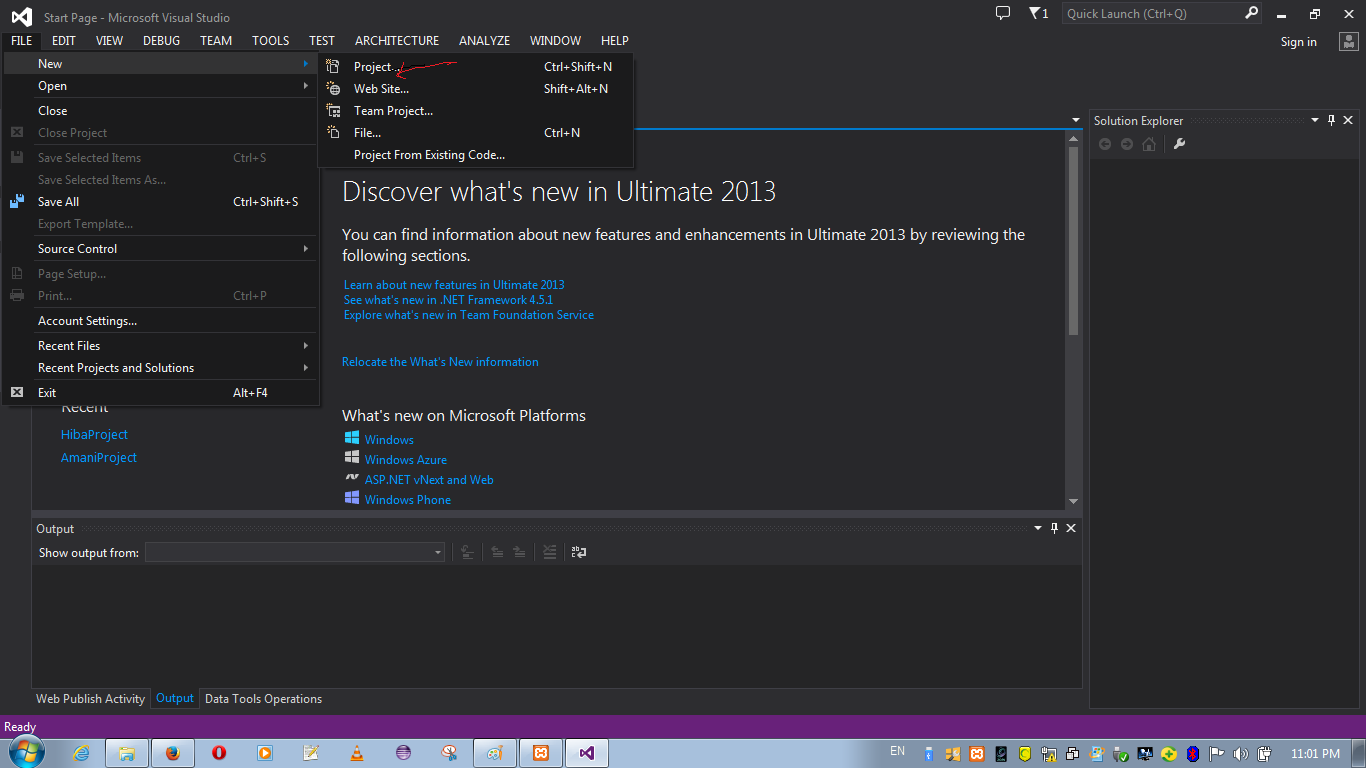 Start Page - Microsoft Visual Studio
1
Quick Launch (Ctrl+Q)
FILE EDIT VIEW DEBUG TEAM TOOLS TEST ARCHITECTURE ANALYZE WINDOW HELP
Sign in
New
Open
Close
Close Project
Save Selected Items Ctrl+S
Save Selected Items As...
Save All Ctrl+Shift+S
Export Template...
Source Control
Page Setup...
Print... Ctrl+P
Account Settings...
Recent Files
Recent Projects and Solutions
Exit Alt+F4
Project... Ctrl+Shift+N
Web Site... Shift+Alt+N
Team Project...
File... Ctrl+N
Project From Existing Code...
Recent
HibaProject
AmaniProject
Discover what's new in Ultimate 2013
You can find information about new features and enhancements in Ultimate 2013 by reviewing the
following sections.
Learn about new features in Ultimate 2013
See what's new in .NET Framework 4.5.1
Explore what's new in Team Foundation Service
Relocate the What's New information
What's new on Microsoft Platforms
Windows
Windows Azure
ASP.NET vNext and Web
Windows Phone
Solution Explorer
Output
Show output from:
Web Publish Activity Output Data Tools Operations
Ready
EN
11:01 PM